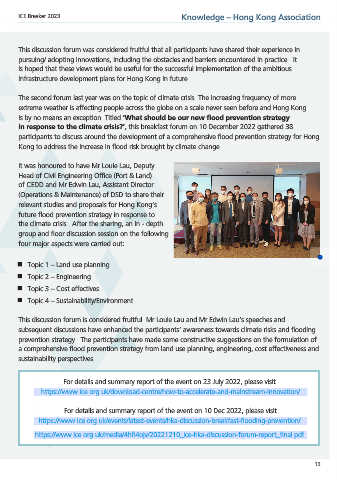 ICE Breaker 2023
Knowledge – Hong Kong Association
This discussion forum was considered fruitful that all participants have shared their experience in
pursuing/ adopting innovations, including the obstacles and barriers encountered in practice It
is hoped that these views would be useful for the successful implementation of the ambitious
infrastructure development plans for Hong Kong in future
The second forum last year was on the topic of climate crisis The increasing frequency of more
extreme weather is affecting people across the globe on a scale never seen before and Hong Kong
is by no means an exception Titled 'What should be our new flood prevention strategy
in response to the climate crisis?', this breakfast forum on 10 December 2022 gathered 38
participants to discuss around the development of a comprehensive flood prevention strategy for Hong
Kong to address the increase in flood risk brought by climate change
It was honoured to have Mr Louie Lau, Deputy
Head of Civil Engineering Office (Port & Land)
of CEDD and Mr Edwin Lau, Assistant Director
(Operations & Maintenance) of DSD to share their
relevant studies and proposals for Hong Kong's
future flood prevention strategy in response to
the climate crisis After the sharing, an in - depth
group and floor discussion session on the following
four major aspects were carried out:
■ Topic 1 – Land use planning
■ Topic 2 – Engineering
■ Topic 3 – Cost effectives
■ Topic 4 – Sustainability/Environment
This discussion forum is considered fruitful Mr Louie Lau and Mr Edwin Lau's speeches and
subsequent discussions have enhanced the participants' awareness towards climate risks and flooding
prevention strategy The participants have made some constructive suggestions on the formulation of
a comprehensive flood prevention strategy from land use planning, engineering, cost effectiveness and
sustainability perspectives
For details and summary report of the event on 23 July 2022, please visit
https://www ice org uk/download-centre/how-to-accelerate-and-mainstream-innovation/
For details and summary report of the event on 10 Dec 2022, please visit
https://www ice org uk/events/latest-events/hka-discussion-breakfast-flooding-prevention/
13